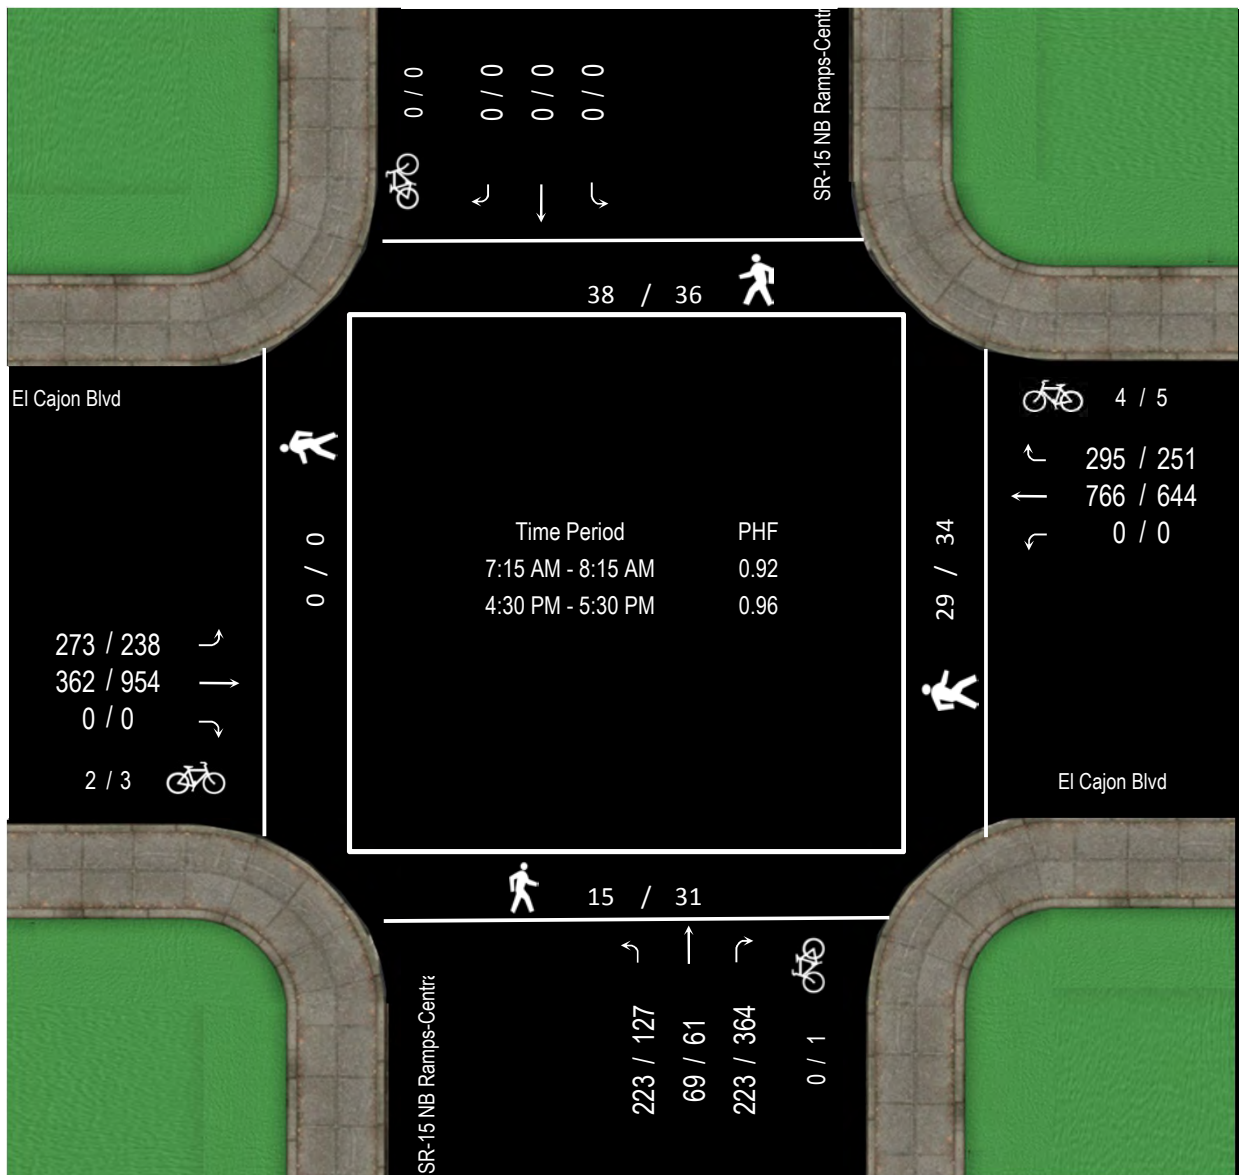 0 / 0
0 / 0
0 / 0
0 / 0
SR-15 NB Ramps-Centr
38 / 36
El Cajon Blvd
4 / 5
295 / 251
766 / 644
0 / 0
0 / 0
29 / 34
Time Period PHF
7:15 AM - 8:15 AM 0.92
4:30 PM - 5:30 PM 0.96
273 / 238
362 / 954
0 / 0
2 / 3
El Cajon Blvd
15 / 31
SR-15 NB Ramps-Centra
223 / 127
69 / 61
223 / 364
0 / 1